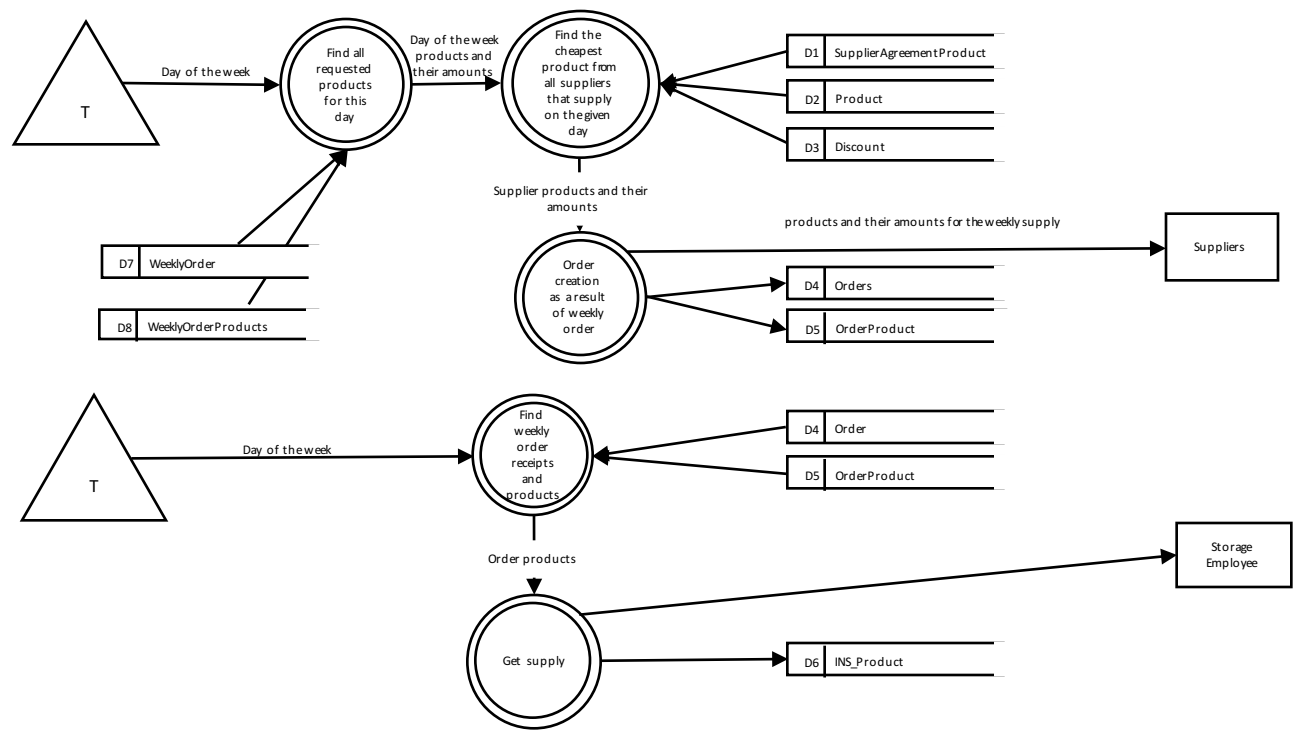 T
Day of the week
Find all
requested
products
for this
day
Day of the week
products and
their amounts
Find the
cheapest
product from
all suppliers
that supply
on the given
day
D1 SupplierAgreementProduct
D2 Product
D3 Discount
Supplier products and their
amounts
products and their amounts for the weekly supply
Suppliers
D7 WeeklyOrder
D8 WeeklyOrderProducts
Order
creation
as a result
of weekly
order
D4 Orders
D5 OrderProduct
T
Day of the week
Find
weekly
order
receipts
and
products
D4 Order
D5 OrderProduct
Order products
Storage
Employee
Get supply
D6 INS_Product